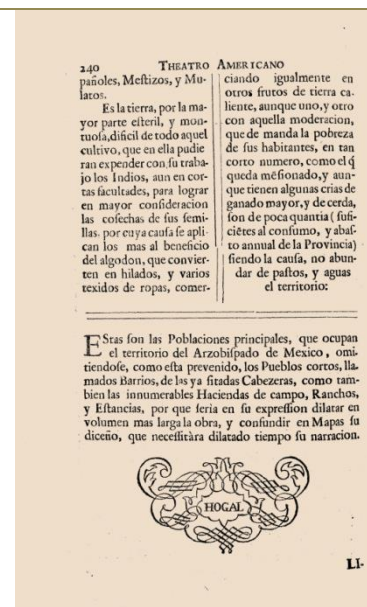 240 THEATRO AMERICANO
pañoles, Meſtizos, y Mu-
latos.
Es la tierra, por la ma-
yor parte eſteril, y mon-
tuoſa, dificil de todo aquel
cultivo, que en ella pudie
ran expender con ſu traba-
jo los Indios, aun en cor-
tas facultades, para lograr
en mayor conſideracion
las coſechas de ſus ſemi-
llas, por cuya cauſa ſe apli-
can los mas al beneficio
del algodon, que convier-
ten en hilados, y varios
texidos de ropas, comer-
ciando igualmente en
otros frutos de tierra ca-
liente, aunque uno, y otro
con aquella moderacion,
que de manda la pobreza
de ſus habitantes, en tan
corto numero, como el q̃
queda mẽſionado, y aun-
que tienen algunas crias de
ganado mayor, y de cerda,
ſon de poca quantia ( ſufi-
ciẽtes al conſumo, y abaſ-
to annual de la Provincia)
ſiendo la cauſa, no abun-
dar de paſtos, y aguas
el territorio:
EStas ſon las Poblaciones principales, que ocupan
el territorio del Arzobiſpado de Mexico, omi-
tiendoſe, como eſta prevenido, los Pueblos cortos, lla-
mados Barrios, de las ya ſitadas Cabezeras, como tam-
bien las innumerables Haciendas de campo, Ranchos,
y Eſtancias, por que ſeria en ſu expreſſion dilatar en
volumen mas larga la obra, y confundir en Mapas ſu
diceño, que neceſſitàra dilatado tiempo ſu narracion.
HOGAL
LI-